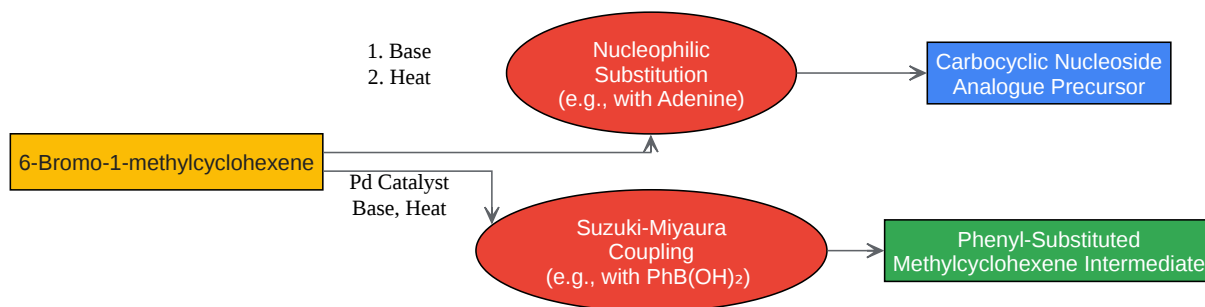 1. Base
2. Heat
Nucleophilic
Substitution
(e.g., with Adenine)
Carbocyclic Nucleoside
Analogue Precursor
6-Bromo-1-methylcyclohexene
Pd Catalyst
Base, Heat
Suzuki-Miyaura
Coupling
(e.g., with PhB(OH)₂)
Phenyl-Substituted
Methylcyclohexene Intermediate